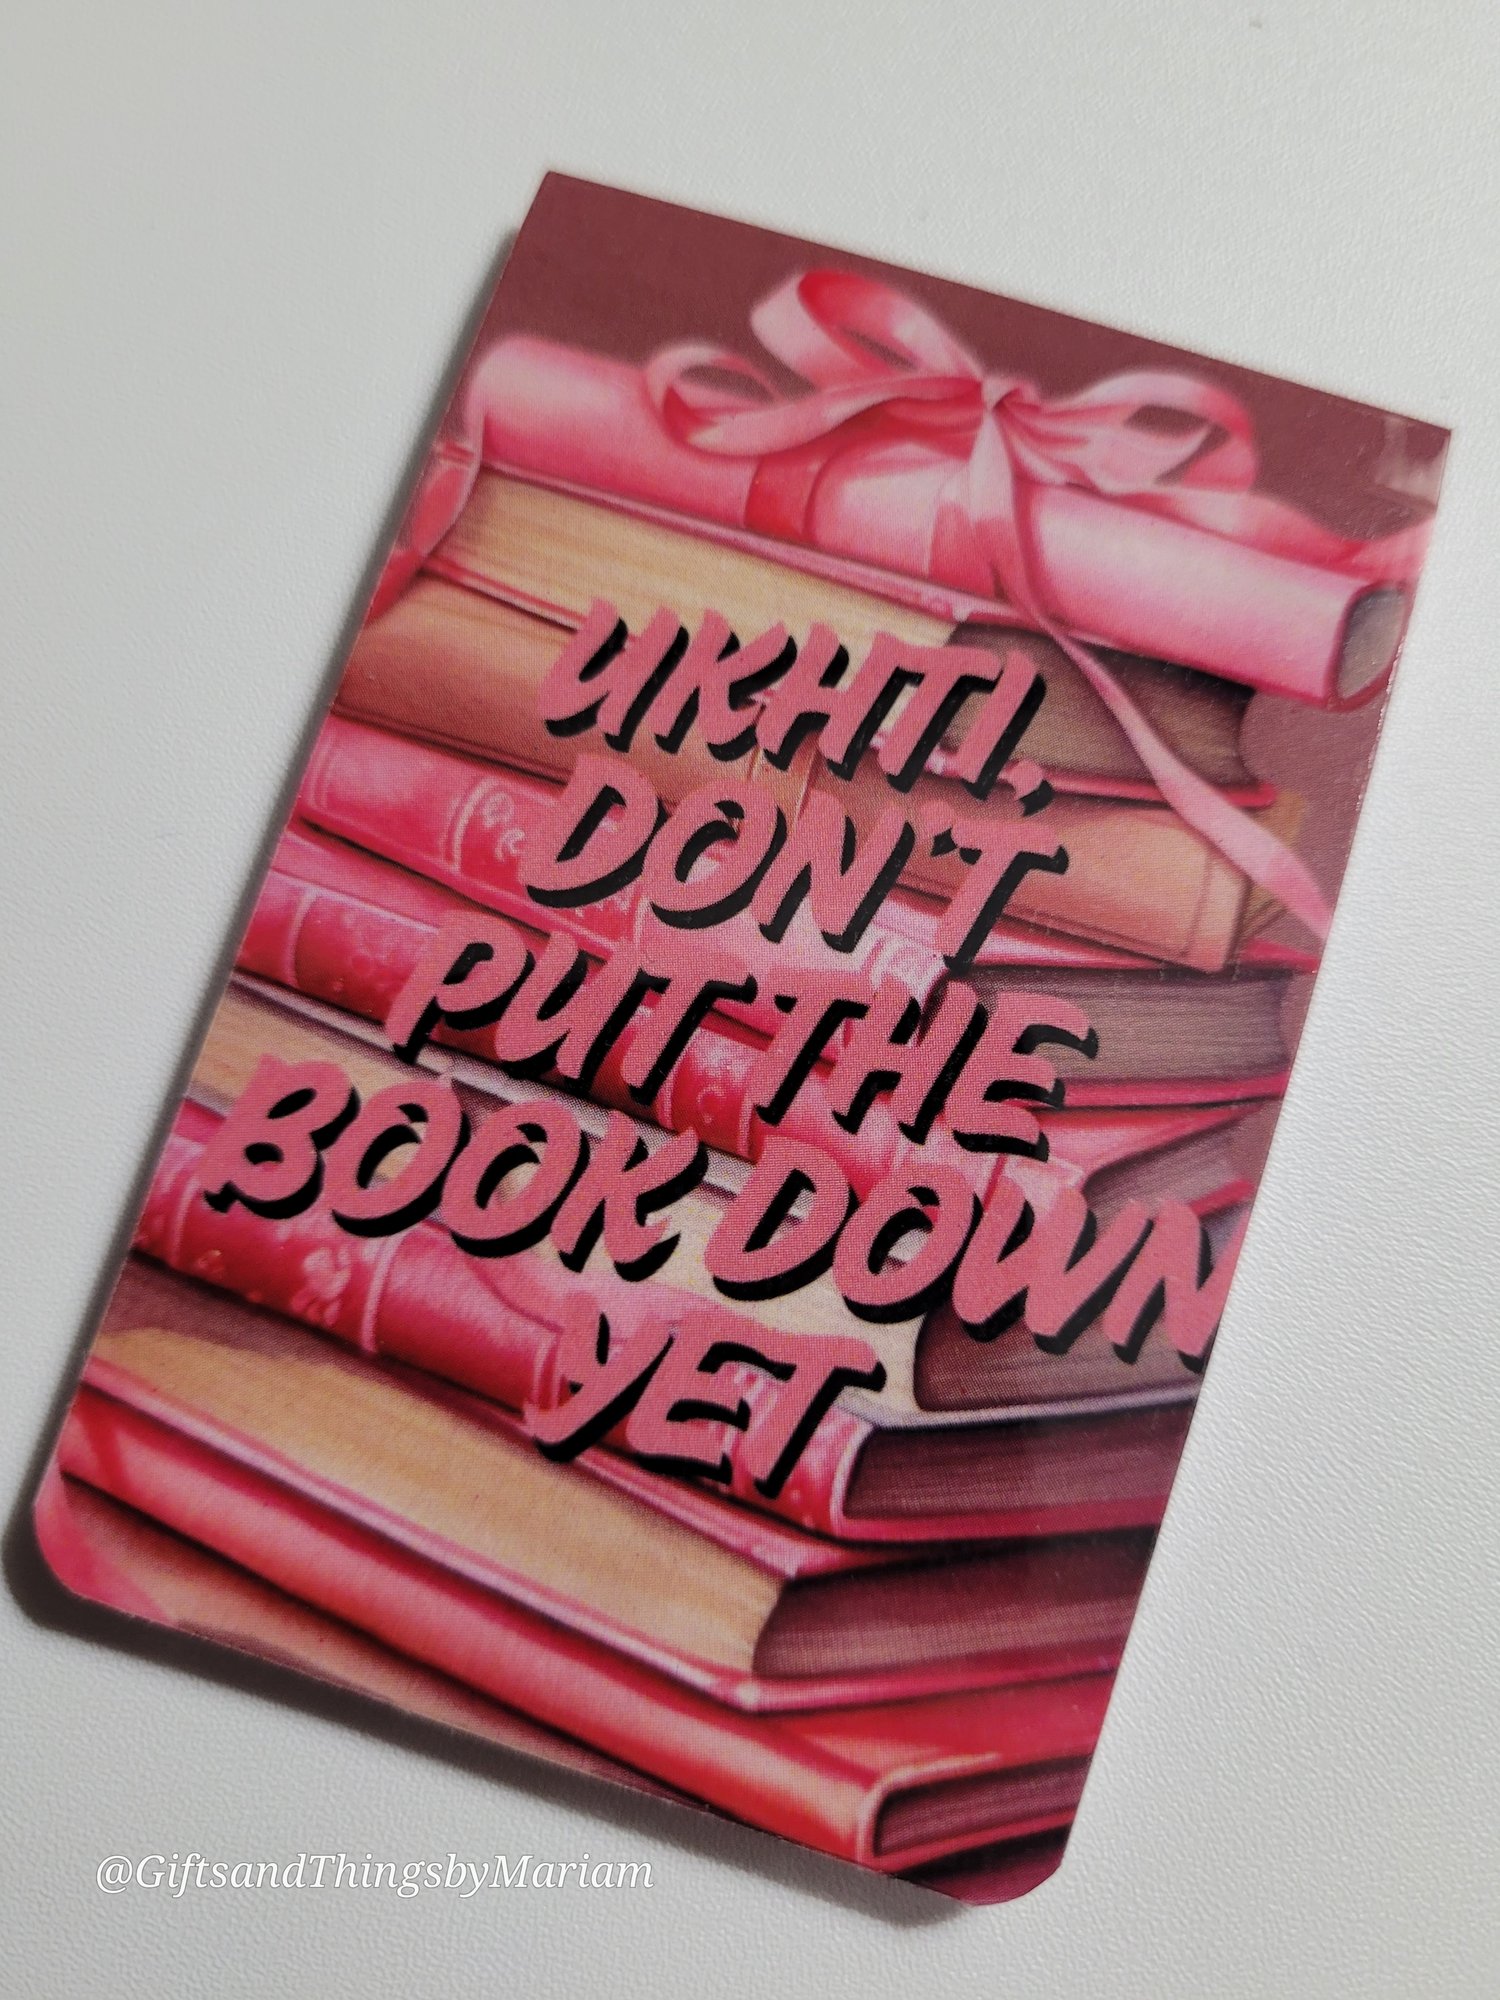 UKHTI,
DON'T
PUT THE
BOOK DOWN
YET
@GiftsandThingsbyMariam